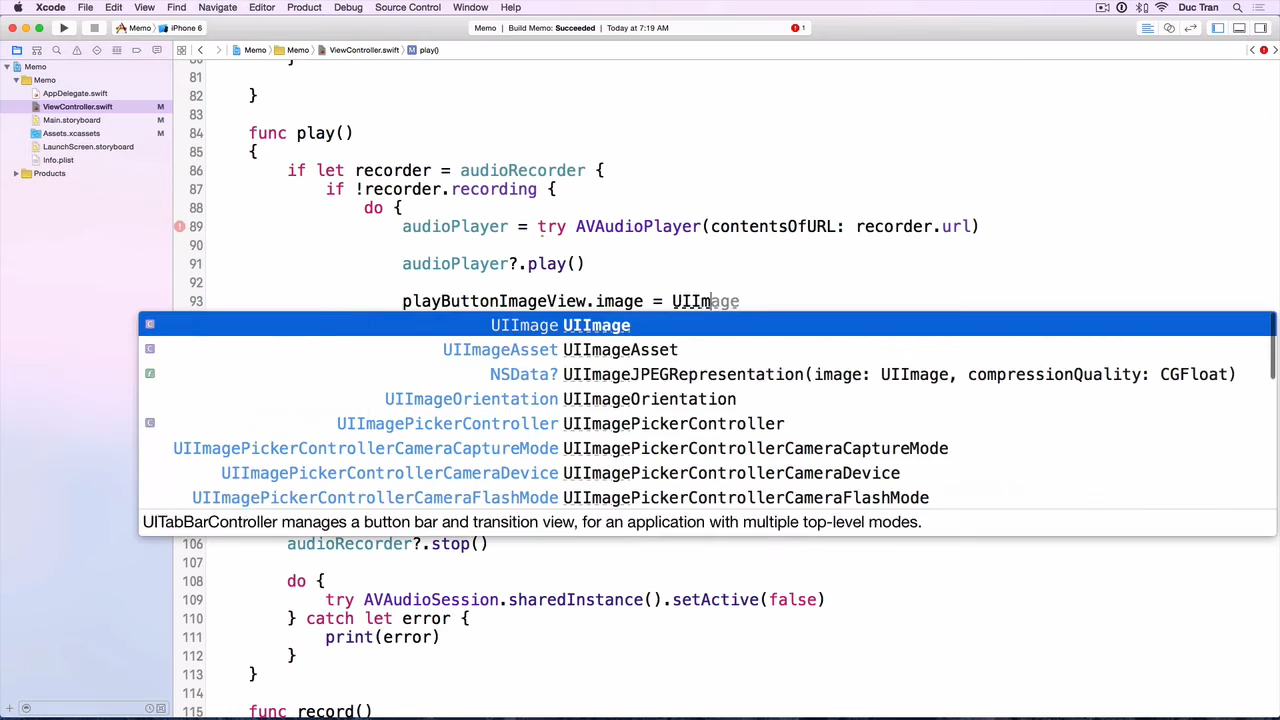 Xcode File Edit View Find Navigate Editor Product Debug Source Control Window Help Duc Tran
Memo iPhone 6 Memo | Build Memo: Succeeded | Today at 7:19 AM 1
Memo Memo ViewController.swift M play()
Memo
Memo
AppDelegate.swift
ViewController.swift M
Main.storyboard M
Assets.xcassets M
LaunchScreen.storyboard
Info.plist
Products
80 }
81
82 }
83
84 func play()
85 {
86 if let recorder = audioRecorder {
87 if !recorder.recording {
88 do {
89 audioPlayer = try AVAudioPlayer(contentsOfURL: recorder.url)
90
91 audioPlayer?.play()
92
93 playButtonImageView.image = UIImage
C UIImage UIImage
C UIImageAsset UIImageAsset
f NSData? UIImageJPEGRepresentation(image: UIImage, compressionQuality: CGFloat)
UIImageOrientation UIImageOrientation
C UIImagePickerController UIImagePickerController
UIImagePickerControllerCameraCaptureMode UIImagePickerControllerCameraCaptureMode
UIImagePickerControllerCameraDevice UIImagePickerControllerCameraDevice
UIImagePickerControllerCameraFlashMode UIImagePickerControllerCameraFlashMode
UITabBarController manages a button bar and transition view, for an application with multiple top-level modes.
106 audioRecorder?.stop()
107
108 do {
109 try AVAudioSession.sharedInstance().setActive(false)
110 } catch let error {
111 print(error)
112 }
113 }
114
115 func record()